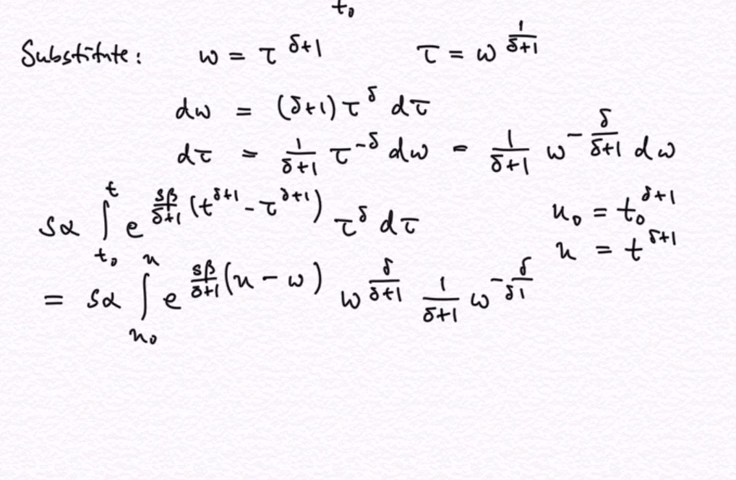 t₀
Substitute: w = τ^(δ+1) τ = w^(1/(δ+1))
dw = (δ+1) τ^δ dτ
dτ = 1/(δ+1) τ^(-δ) dw = 1/(δ+1) w^(-δ/(δ+1)) dw
sα ∫_(t₀)^t e^(sβ/(δ+1) (t^(δ+1) - τ^(δ+1))) τ^δ dτ
u₀ = t₀^(δ+1)
u = t^(δ+1)
= sα ∫_(u₀)^u e^(sβ/(δ+1) (u - w)) w^(δ/(δ+1)) 1/(δ+1) w^(-δ/(δ1))